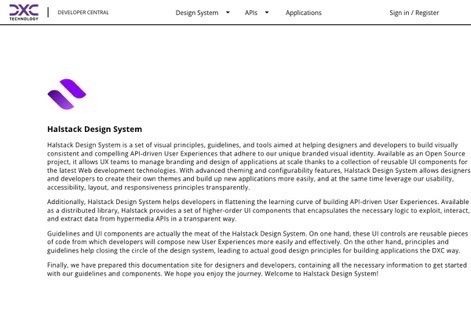 DXC
TECHNOLOGY
DEVELOPER CENTRAL
Design System
APIs
Applications
Sign in / Register
Halstack Design System
Halstack Design System is a set of visual principles, guidelines, and tools aimed at helping designers and developers to build visually
consistent and compelling API-driven User Experiences that adhere to our unique branded visual identity. Available as an Open Source
project, it allows UX teams to manage branding and design of applications at scale thanks to a collection of reusable UI components for
the latest Web development technologies. With advanced theming and configurability features, Halstack Design System allows designers
and developers to create their own themes and build up new applications more easily, and at the same time leverage our usability,
accessibility, layout, and responsiveness principles transparently.
Additionally, Halstack Design System helps developers in flattening the learning curve of building API-driven User Experiences. Available
as a distributed library, Halstack provides a set of higher-order UI components that encapsulates the necessary logic to exploit, interact,
and extract data from hypermedia APIs in a transparent way.
Guidelines and UI components are actually the meat of the Halstack Design System. On one hand, these UI controls are reusable pieces
of code from which developers will compose new User Experiences more easily and effectively. On the other hand, principles and
guidelines help closing the circle of the design system, leading to actual good design principles for building applications the DXC way.
Finally, we have prepared this documentation site for designers and developers, containing all the necessary information to get started
with our guidelines and components. We hope you enjoy the journey. Welcome to Halstack Design System!